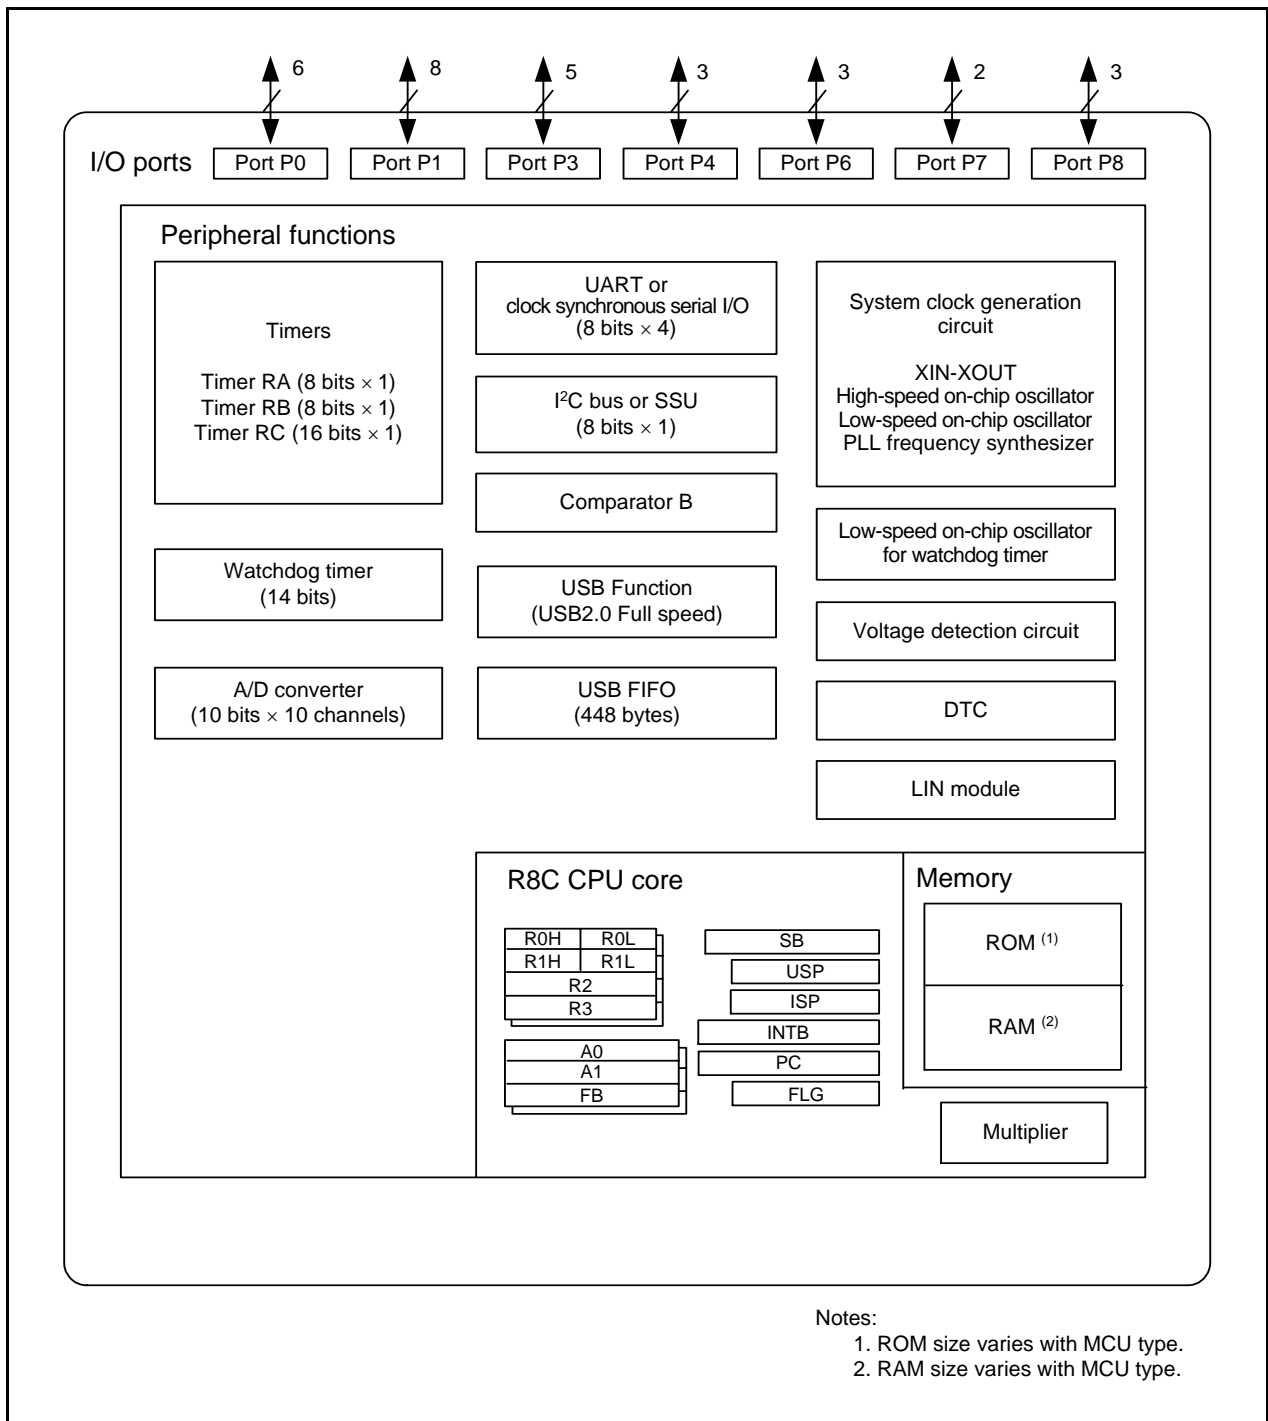 6 8 5 3 3 2 3
I/O ports Port P0 Port P1 Port P3 Port P4 Port P6 Port P7 Port P8
Peripheral functions
Timers
Timer RA (8 bits × 1)
Timer RB (8 bits × 1)
Timer RC (16 bits × 1)
Watchdog timer
(14 bits)
A/D converter
(10 bits × 10 channels)
UART or
clock synchronous serial I/O
(8 bits × 4)
I²C bus or SSU
(8 bits × 1)
Comparator B
USB Function
(USB2.0 Full speed)
USB FIFO
(448 bytes)
System clock generation
circuit
XIN-XOUT
High-speed on-chip oscillator
Low-speed on-chip oscillator
PLL frequency synthesizer
Low-speed on-chip oscillator
for watchdog timer
Voltage detection circuit
DTC
LIN module
R8C CPU core
R0H R0L
R1H R1L
R2
R3
A0
A1
FB
SB
USP
ISP
INTB
PC
FLG
Memory
ROM (1)
RAM (2)
Multiplier
Notes:
1. ROM size varies with MCU type.
2. RAM size varies with MCU type.